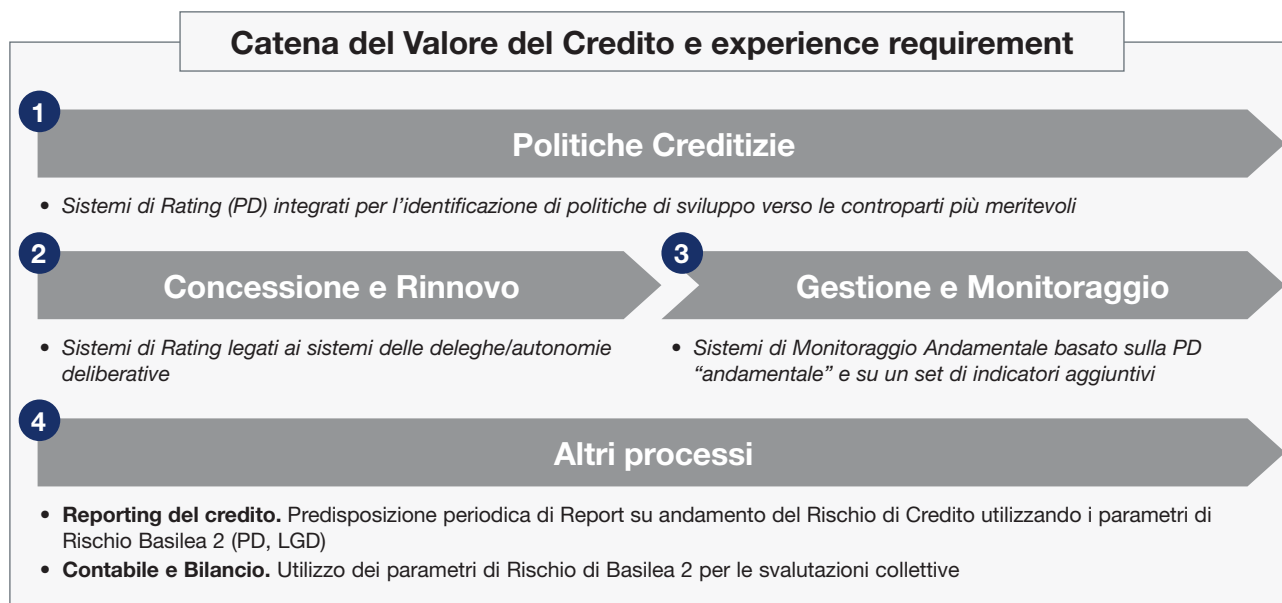 Catena del Valore del Credito e experience requirement
1
Politiche Creditizie
• Sistemi di Rating (PD) integrati per l'identificazione di politiche di sviluppo verso le controparti più meritevoli
2
Concessione e Rinnovo
• Sistemi di Rating legati ai sistemi delle deleghe/autonomie
deliberative
3
Gestione e Monitoraggio
• Sistemi di Monitoraggio Andamentale basato sulla PD
“andamentale” e su un set di indicatori aggiuntivi
4
Altri processi
• Reporting del credito. Predisposizione periodica di Report su andamento del Rischio di Credito utilizzando i parametri di
Rischio Basilea 2 (PD, LGD)
• Contabile e Bilancio. Utilizzo dei parametri di Rischio di Basilea 2 per le svalutazioni collettive